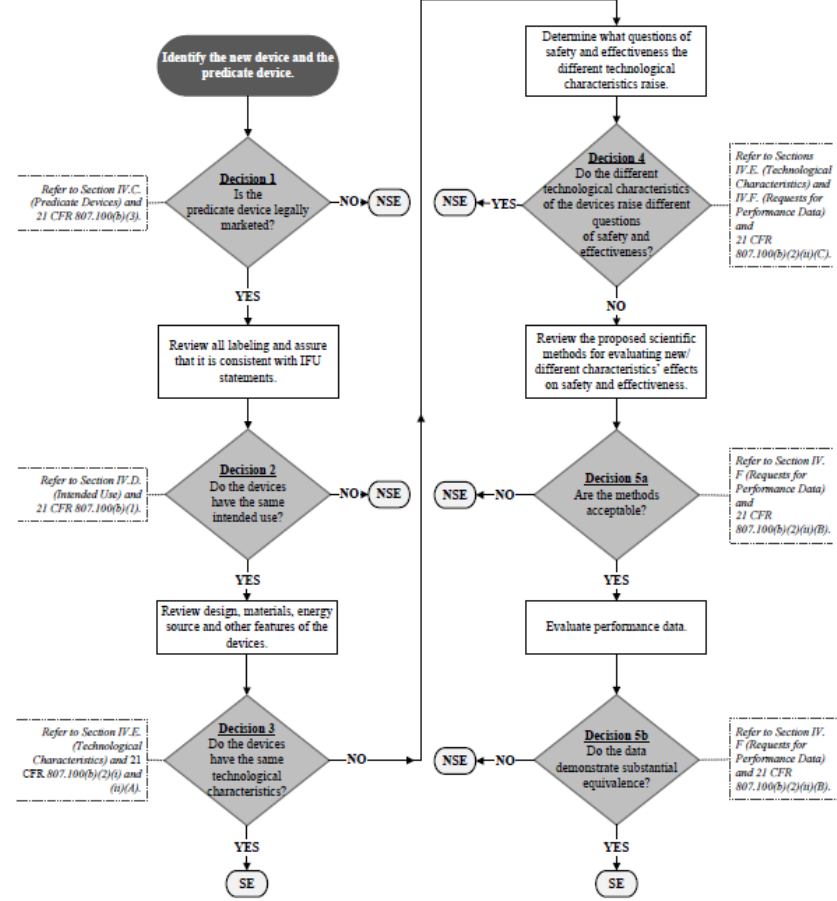 Identify the new device and the
predicate device.
Refer to Section IV.C.
(Predicate Devices) and
21 CFR 807.100(b)(3).
Decision 1
Is the
predicate device legally
marketed?
NO
NSE
YES
Review all labeling and assure
that it is consistent with IFU
statements.
Refer to Section IV.D.
(Intended Use) and
21 CFR 807.100(b)(1).
Decision 2
Do the devices
have the same
intended use?
NO
NSE
YES
Review design, materials, energy
source and other features of the
devices.
Refer to Section IV.E.
(Technological
Characteristics) and 21
CFR 807.100(b)(2)(i) and
(ii)(A).
Decision 3
Do the devices
have the same
technological
characteristics?
NO
YES
SE
Determine what questions of
safety and effectiveness the
different technological
characteristics raise.
Decision 4
Do the different
technological characteristics
of the devices raise different
questions
of safety and
effectiveness?
YES
NSE
Refer to Sections
IV.E. (Technological
Characteristics) and
IV.F. (Requests for
Performance Data)
and
21 CFR
807.100(b)(2)(ii)(C).
NO
Review the proposed scientific
methods for evaluating new/
different characteristics' effects
on safety and effectiveness.
Decision 5a
Are the methods
acceptable?
NO
NSE
Refer to Section IV.
F (Requests for
Performance Data)
and
21 CFR
807.100(b)(2)(ii)(B).
YES
Evaluate performance data.
Decision 5b
Do the data
demonstrate substantial
equivalence?
NO
NSE
Refer to Section IV.
F (Requests for
Performance Data)
and 21 CFR
807.100(b)(2)(ii)(B).
YES
SE